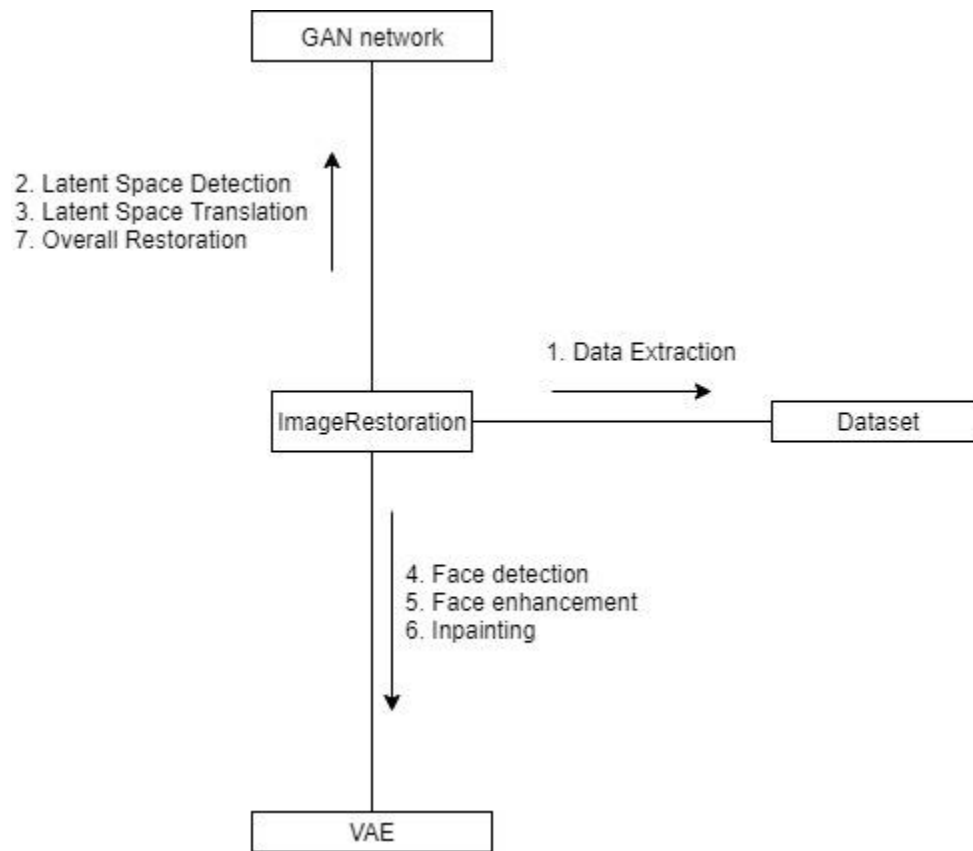 GAN network
2. Latent Space Detection
3. Latent Space Translation
7. Overall Restoration
1. Data Extraction
ImageRestoration
Dataset
4. Face detection
5. Face enhancement
6. Inpainting
VAE